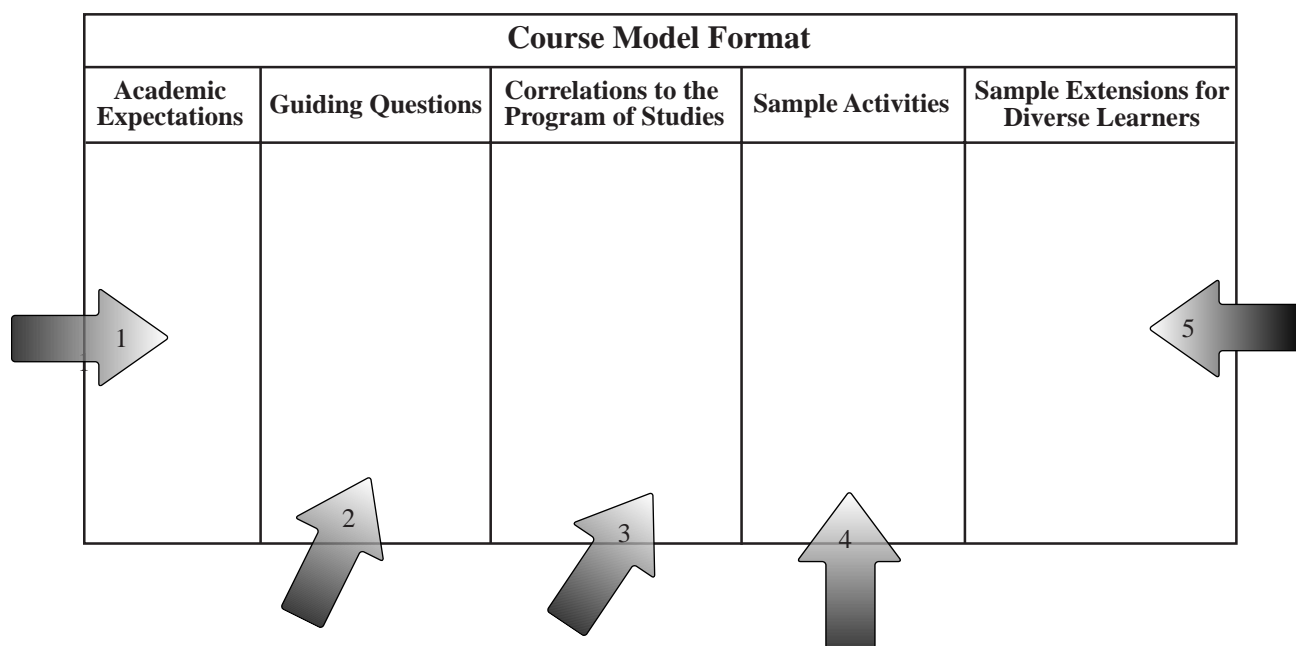 Course Model Format
Academic
Expectations
Guiding Questions
Correlations to the
Program of Studies
Sample Activities
Sample Extensions for
Diverse Learners
1
1
5
2
3
4